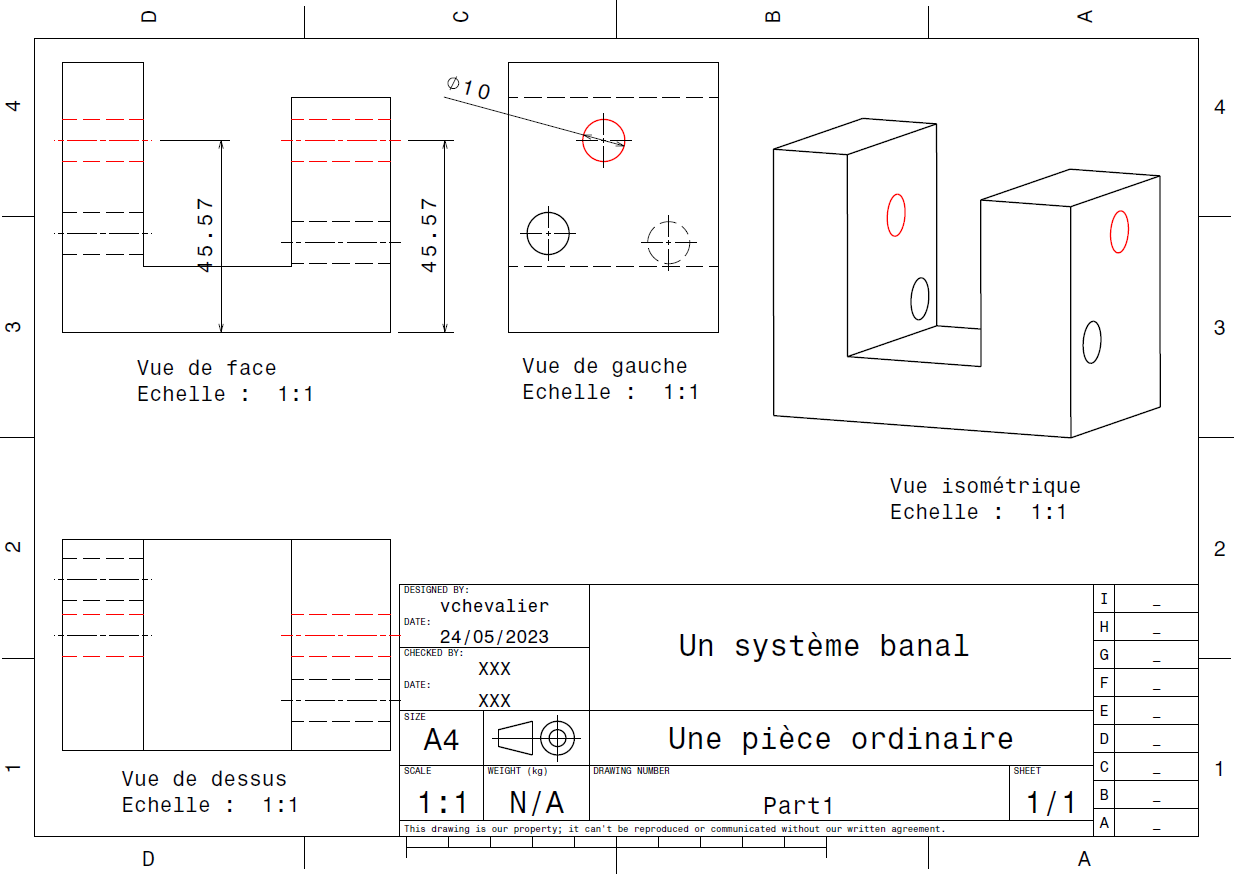 D C B A
4 4
⌀10
45.57 45.57
3 3
Vue de face
Echelle : 1:1
Vue de gauche
Echelle : 1:1
Vue isométrique
Echelle : 1:1
2 2
DESIGNED BY:
vchevalier
DATE:
24/05/2023
CHECKED BY:
XXX
DATE:
XXX
Un système banal
SIZE
A4
Une pièce ordinaire
SCALE
1:1
WEIGHT (kg)
N/A
DRAWING NUMBER
Part1
SHEET
1/1
This drawing is our property; it can't be reproduced or communicated without our written agreement.
I _
H _
G _
F _
E _
D _
C _
B _
A _
1 1
Vue de dessus
Echelle : 1:1
D A